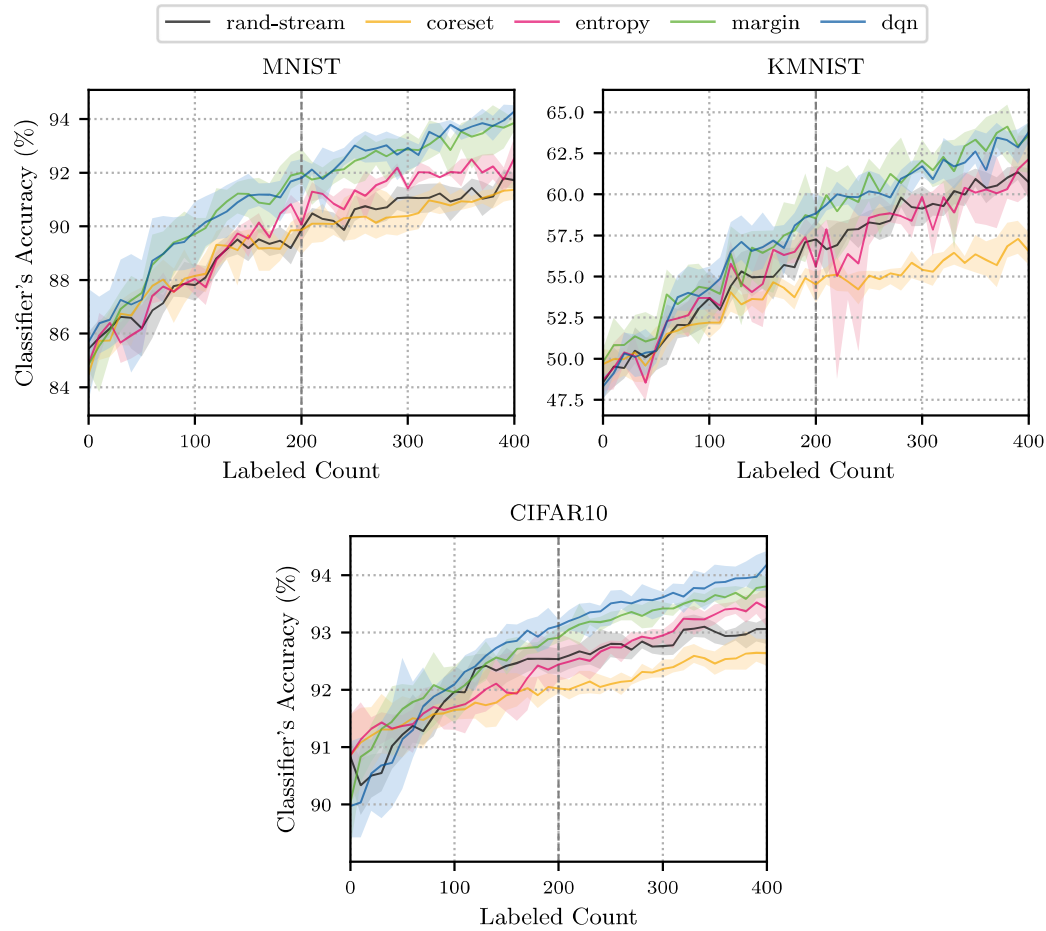 rand-stream coreset entropy margin dqn
MNIST
94
92
90
88
86
84
0 100 200 300 400
Classifier's Accuracy (%)
Labeled Count
KMNIST
65.0
62.5
60.0
57.5
55.0
52.5
50.0
47.5
0 100 200 300 400
Labeled Count
CIFAR10
94
93
92
91
90
0 100 200 300 400
Classifier's Accuracy (%)
Labeled Count